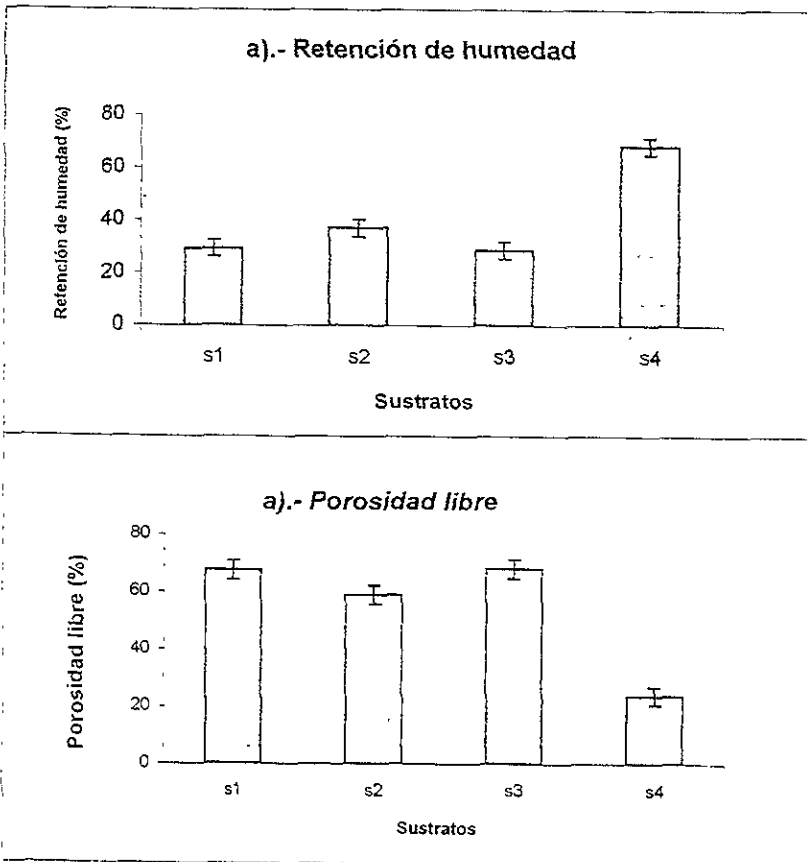 a).- Retención de humedad
Retención de humedad (%)
80
60
40
20
0
s1 s2 s3 s4
Sustratos
a).- Porosidad libre
Porosidad libre (%)
80
60
40
20
0
s1 s2 s3 s4
Sustratos